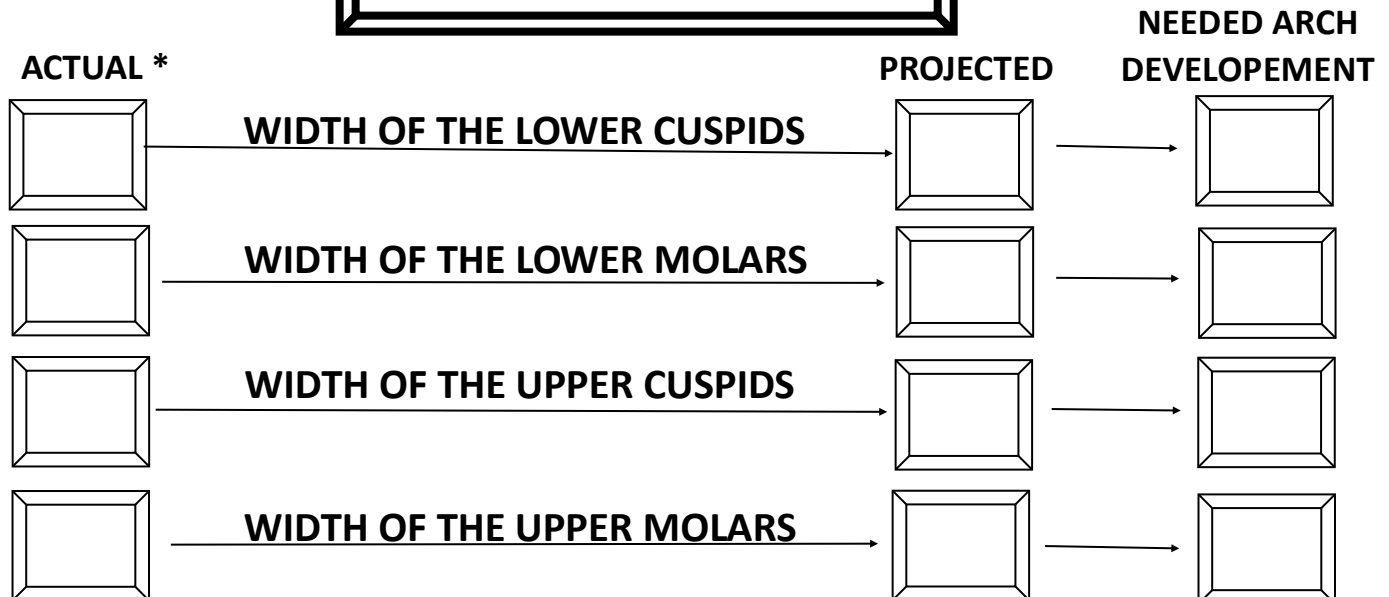 NEEDED ARCH
ACTUAL * PROJECTED DEVELOPEMENT
WIDTH OF THE LOWER CUSPIDS
WIDTH OF THE LOWER MOLARS
WIDTH OF THE UPPER CUSPIDS
WIDTH OF THE UPPER MOLARS